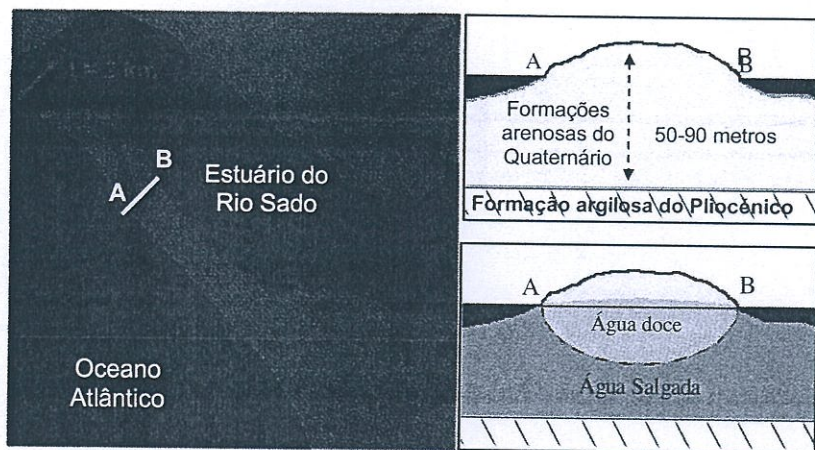 B
A
Estuário do
Rio Sado
Oceano
Atlântico
A
B
B
Formações
arenosas do
Quaternário
50-90 metros
Formação argilosa do Pliocénico
A
B
Água doce
Água Salgada